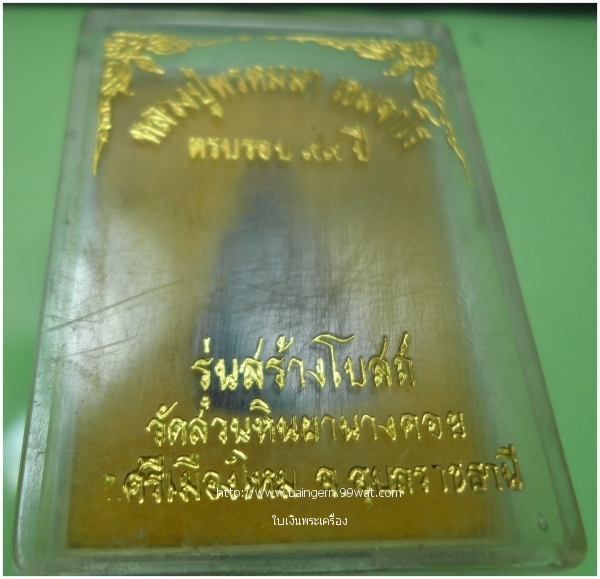 หลวงปู่พรหมมา เขมจาโร
ครบรอบ ๙๙ ปี
รุ่นสร้างโบสถ์
วัดสวนหินผานางคอย
อ.ศรีเมืองใหม่ จ.อุบลราชธานี
http://www.baingern.99wat.com
ใบเงินพระเครื่อง